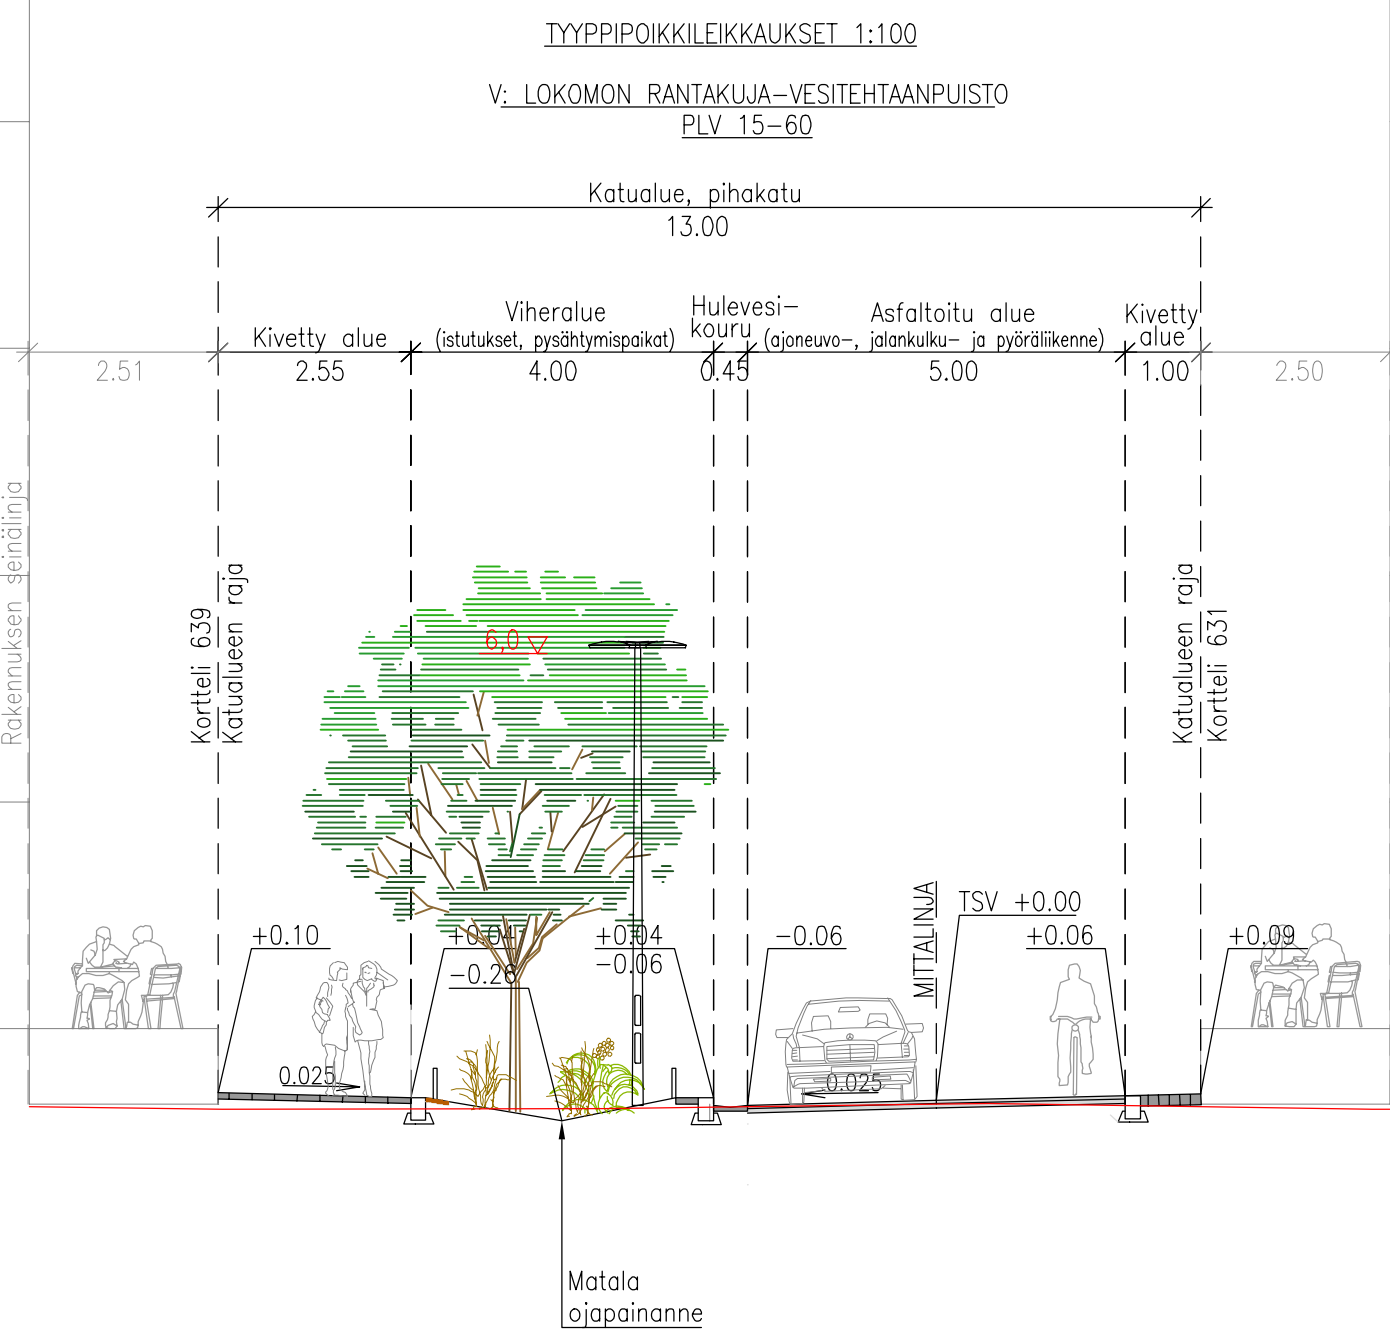 TYYPPIPOIKKILEIKKAUKSET 1:100
V: LOKOMON RANTAKUJA-VESITEHTAANPUISTO
PLV 15-60
Katualue, pihakatu
13.00
Kivetty alue
Viheralue
(istutukset, pysähtymispaikat)
Hulevesi-
kouru
Asfaltoitu alue
(ajoneuvo-, jalankulku- ja pyöräliikenne)
Kivetty
alue
2.51
2.55
4.00
0.45
5.00
1.00
2.50
Rakennuksen seinälinja
Kortteli 639
Katualueen raja
Katualueen raja
Kortteli 631
6,0
MITTALINJA
TSV +0.00
+0.10
+0.04
-0.26
+0.04
-0.06
-0.06
+0.06
+0.09
0.025
0.025
Matala
ojapainanne